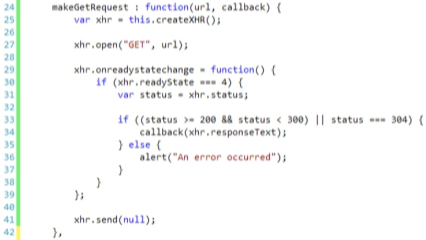 24 makeGetRequest : function(url, callback) {
25 var xhr = this.createXHR();
26
27 xhr.open("GET", url);
28
29 xhr.onreadystatechange = function() {
30 if (xhr.readyState === 4) {
31 var status = xhr.status;
32
33 if ((status >= 200 && status < 300) || status === 304) {
34 callback(xhr.responseText);
35 } else {
36 alert("An error occurred");
37 }
38 }
39 };
40
41 xhr.send(null);
42 },